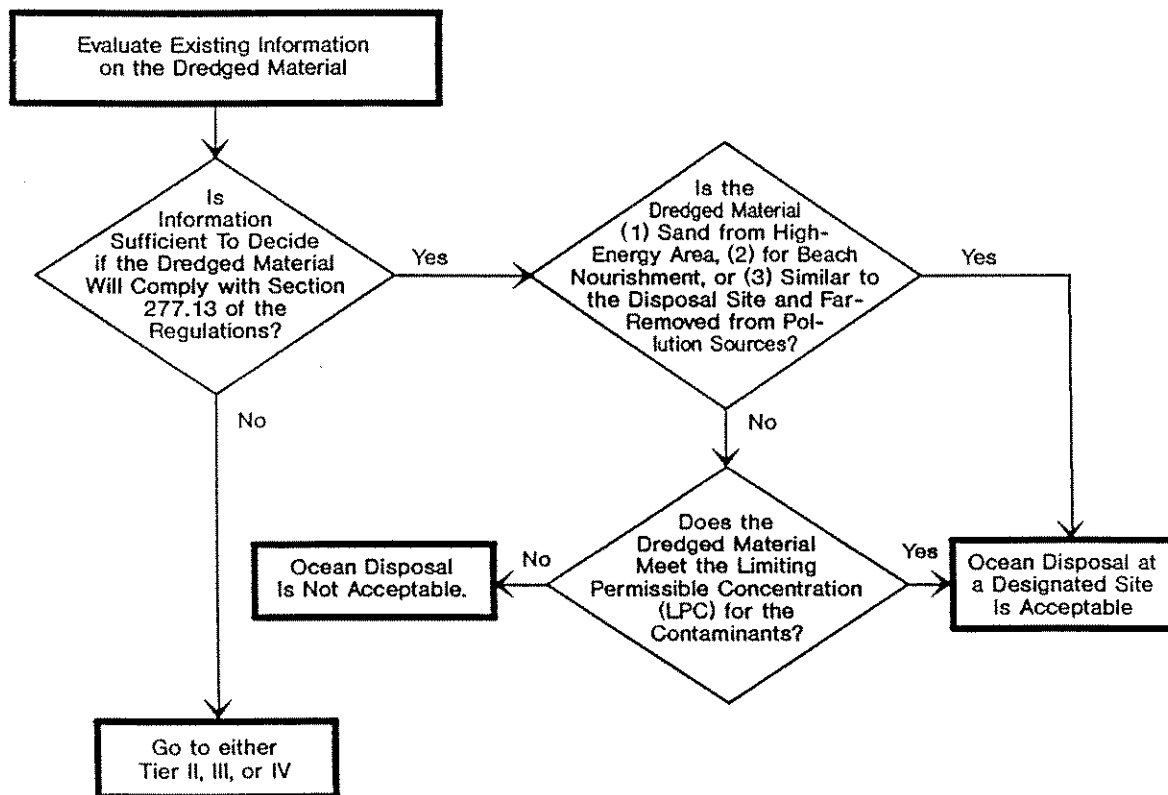 Evaluate Existing Information
on the Dredged Material
Is
Information
Sufficient To Decide
if the Dredged Material
Will Comply with Section
277.13 of the
Regulations?
Yes
No
Is the
Dredged Material
(1) Sand from High-
Energy Area, (2) for Beach
Nourishment, or (3) Similar to
the Disposal Site and Far-
Removed from Pol-
lution Sources?
Yes
No
Does the
Dredged Material
Meet the Limiting
Permissible Concentration
(LPC) for the
Contaminants?
No
Yes
Ocean Disposal
Is Not Acceptable.
Ocean Disposal at
a Designated Site
Is Acceptable
Go to either
Tier II, III, or IV